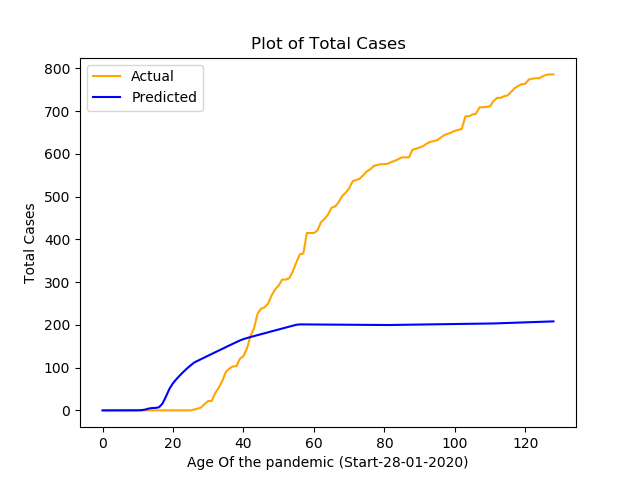 Plot of Total Cases
Actual
Predicted
800
700
600
500
400
300
200
100
0
Total Cases
0 20 40 60 80 100 120
Age Of the pandemic (Start-28-01-2020)